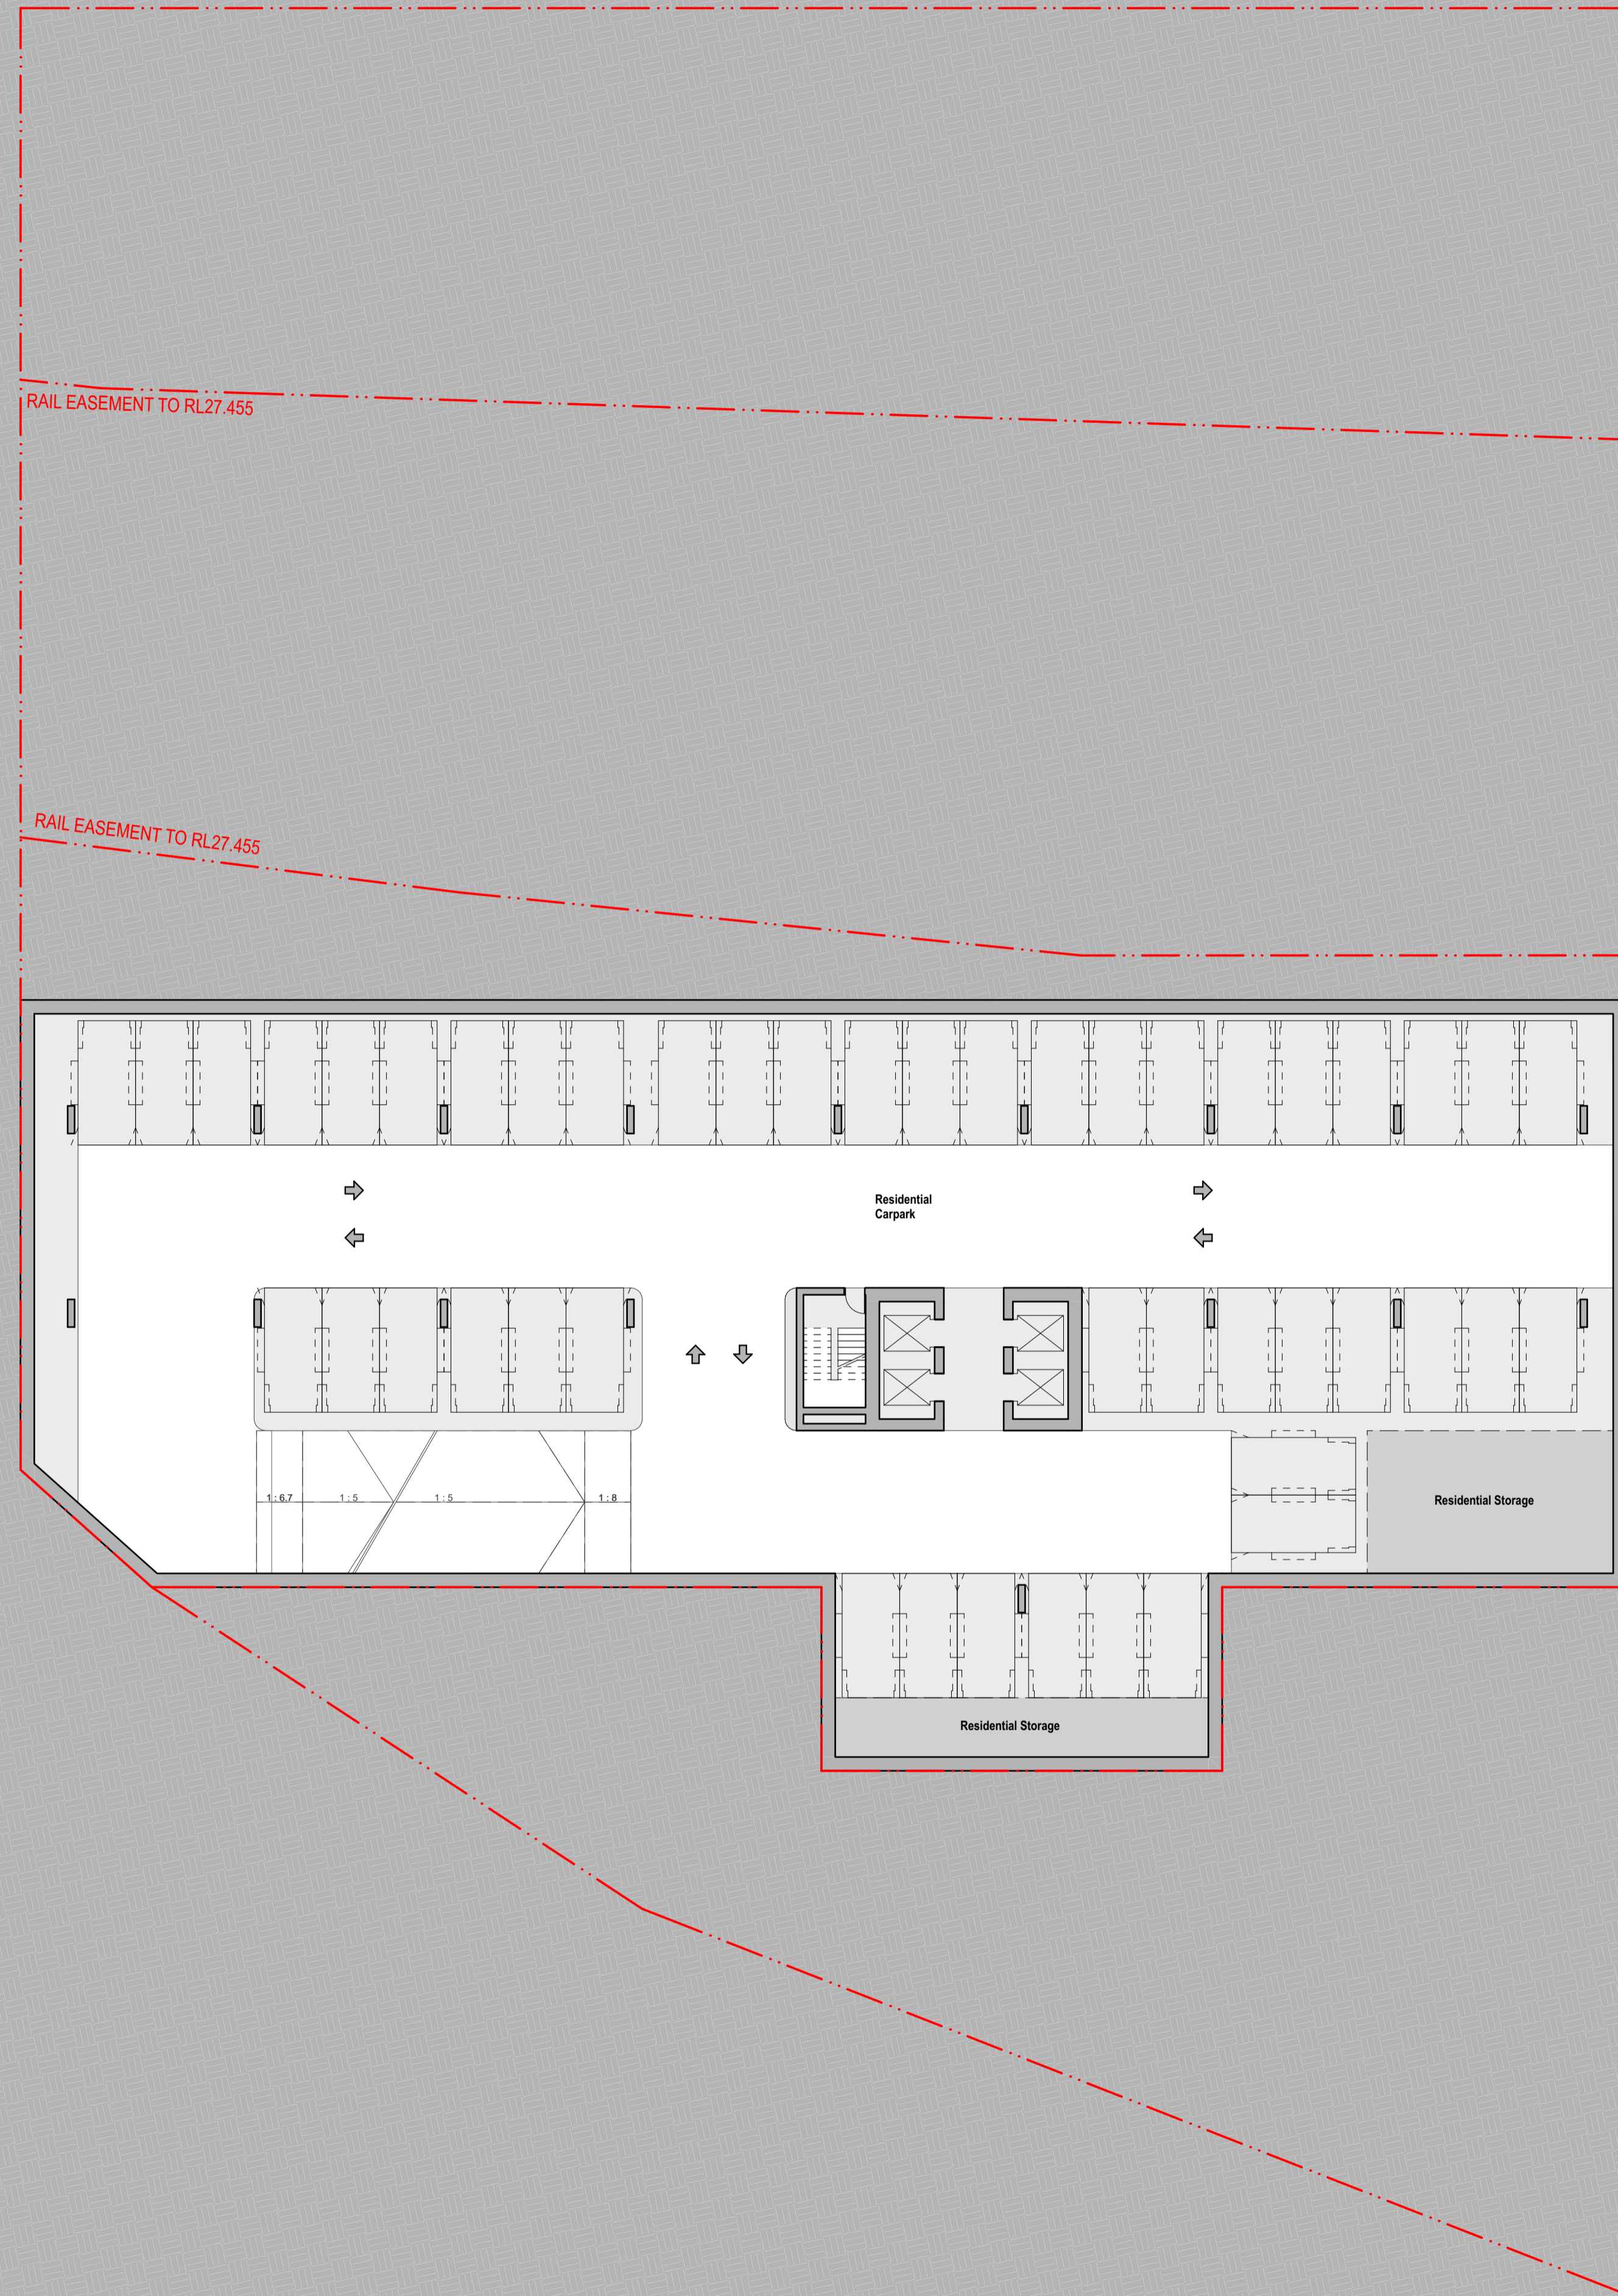 RAIL EASEMENT TO RL27.455
RAIL EASEMENT TO RL27.455
Residential
Carpark
1 : 6.7
1 : 5
1 : 5
1 : 8
Residential Storage
Residential Storage